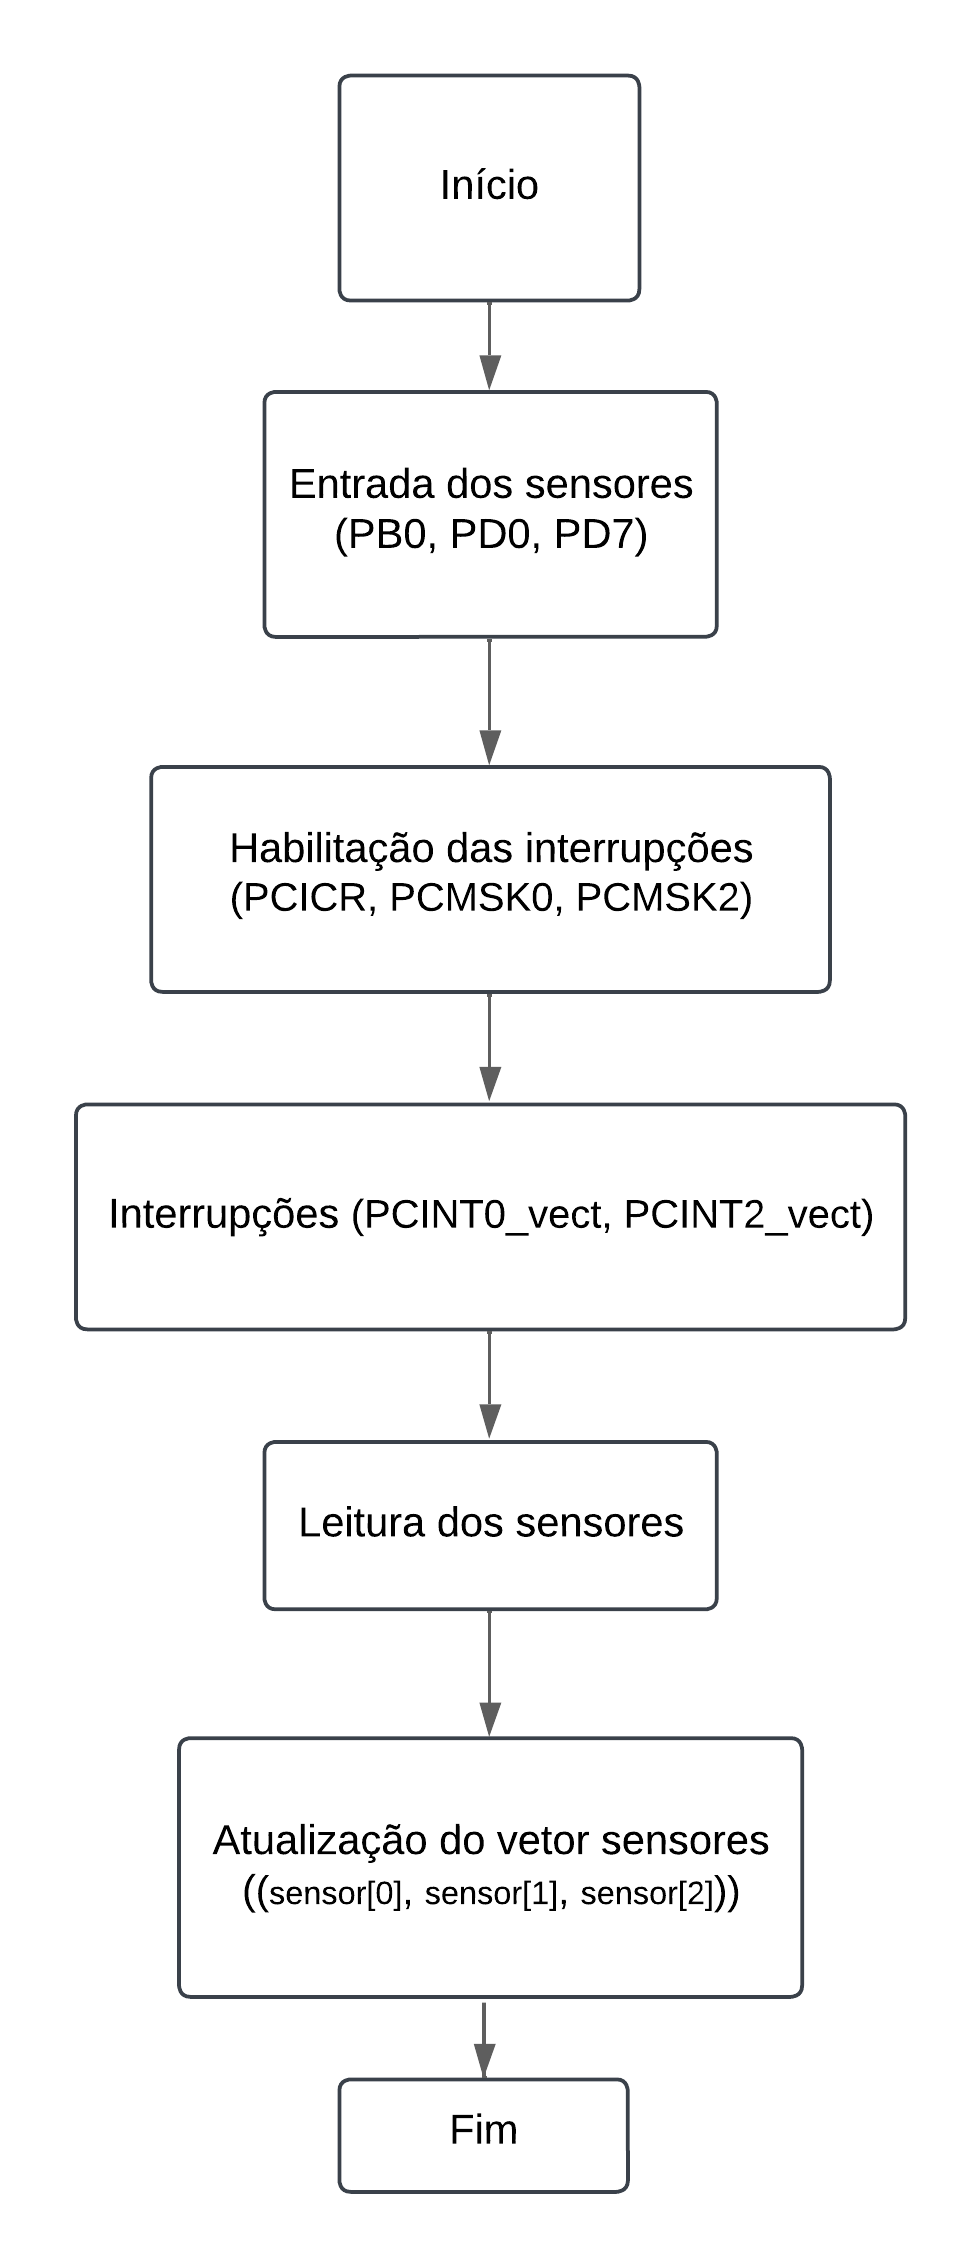 Início
Entrada dos sensores
(PB0, PD0, PD7)
Habilitação das interrupções
(PCICR, PCMSK0, PCMSK2)
Interrupções (PCINT0_vect, PCINT2_vect)
Leitura dos sensores
Atualização do vetor sensores
((sensor[0], sensor[1], sensor[2]))
Fim